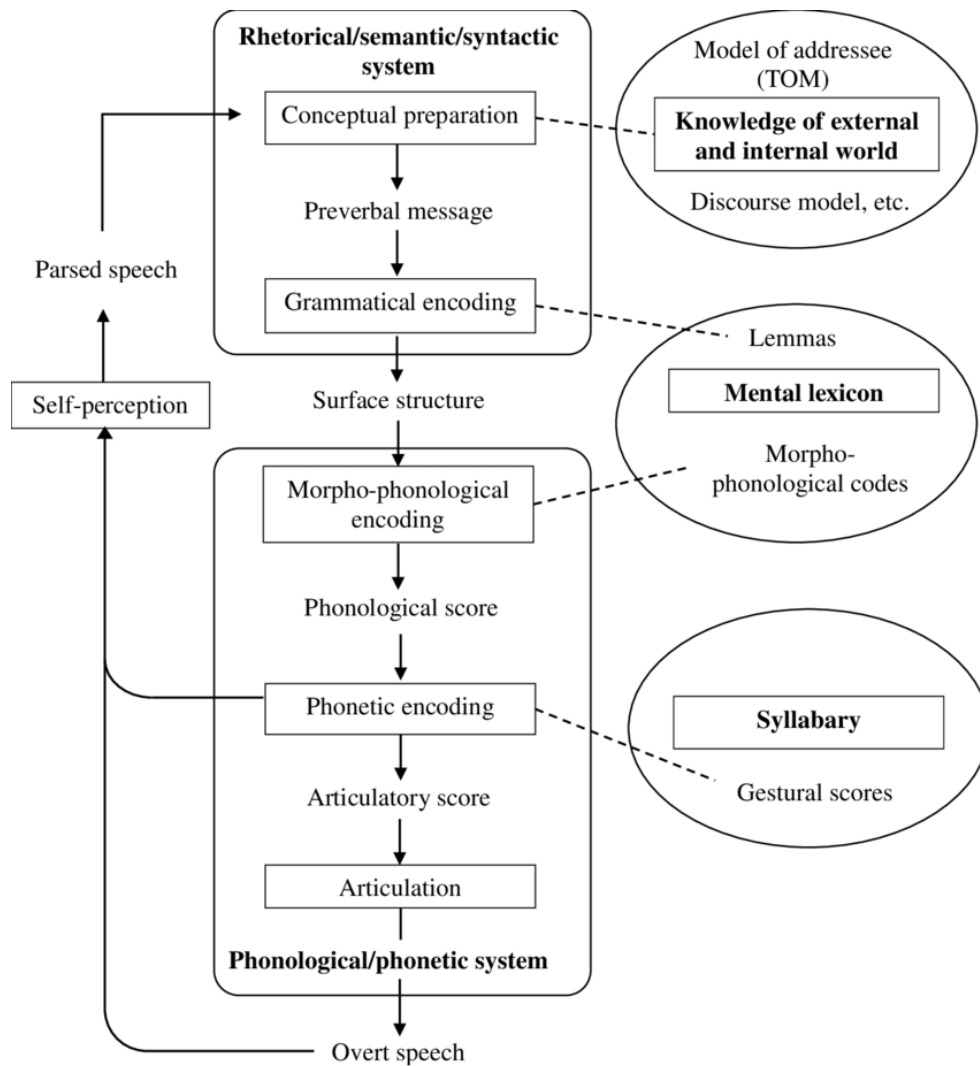 Rhetorical/semantic/syntactic
system
Conceptual preparation
Preverbal message
Grammatical encoding
Surface structure
Morpho-phonological
encoding
Phonological score
Phonetic encoding
Articulatory score
Articulation
Phonological/phonetic system
Overt speech
Parsed speech
Self-perception
Model of addressee
(TOM)
Knowledge of external
and internal world
Discourse model, etc.
Lemmas
Mental lexicon
Morpho-
phonological codes
Syllabary
Gestural scores